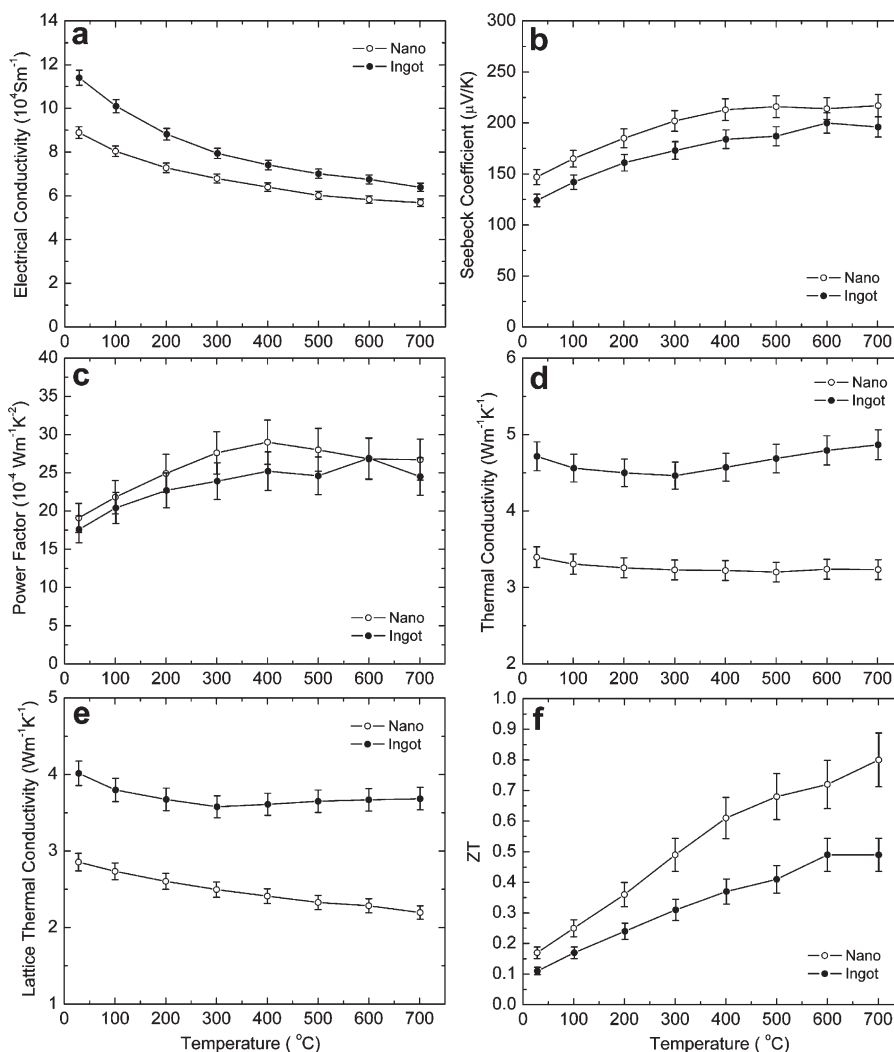 a
Nano
Ingot
Electrical Conductivity (10⁴Sm⁻¹)
14
12
10
8
6
4
2
0
0 100 200 300 400 500 600 700
b
Nano
Ingot
Seebeck Coefficient (μV/K)
300
250
200
150
100
50
0
0 100 200 300 400 500 600 700
c
Nano
Ingot
Power Factor (10⁻⁴ Wm⁻¹K⁻²)
40
35
30
25
20
15
10
5
0
0 100 200 300 400 500 600 700
d
Nano
Ingot
Thermal Conductivity (Wm⁻¹K⁻¹)
6
5
4
3
2
0 100 200 300 400 500 600 700
e
Nano
Ingot
Lattice Thermal Conductivity (Wm⁻¹K⁻¹)
5
4
3
2
1
0 100 200 300 400 500 600 700
Temperature ( °C)
f
Nano
Ingot
ZT
1.0
0.9
0.8
0.7
0.6
0.5
0.4
0.3
0.2
0.1
0.0
0 100 200 300 400 500 600 700
Temperature ( °C)